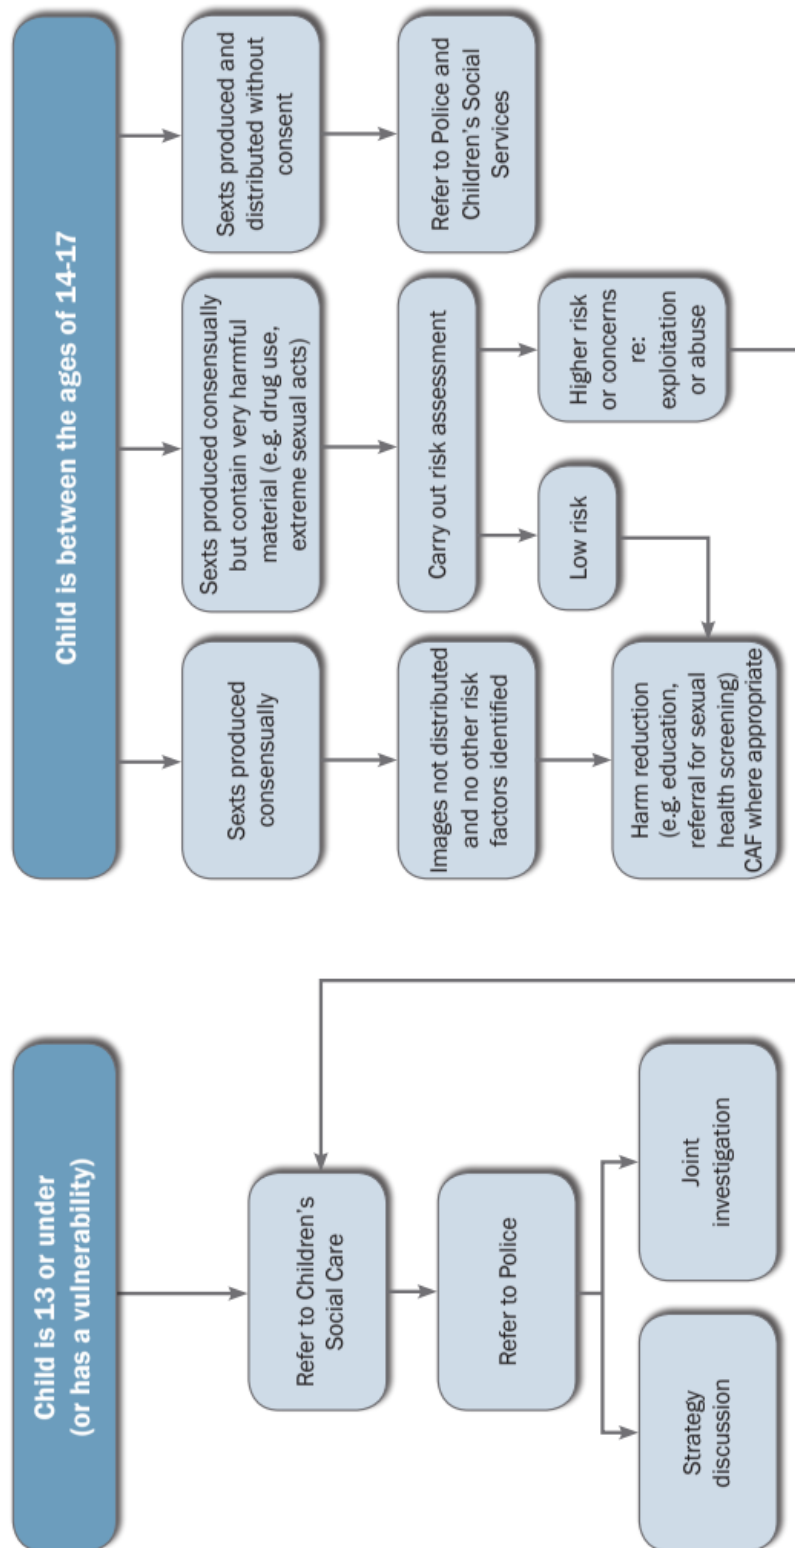 Child is 13 or under
(or has a vulnerability)
Refer to Children's
Social Care
Refer to Police
Strategy
discussion
Joint
investigation
Child is between the ages of 14-17
Sexts produced
consensually
Images not distributed
and no other risk
factors identified
Harm reduction
(e.g. education,
referral for sexual
health screening)
CAF where appropriate
Sexts produced consensually
but contain very harmful
material (e.g. drug use,
extreme sexual acts)
Carry out risk assessment
Low risk
Higher risk
or concerns
re:
exploitation
or abuse
Sexts produced and
distributed without
consent
Refer to Police and
Children's Social
Services